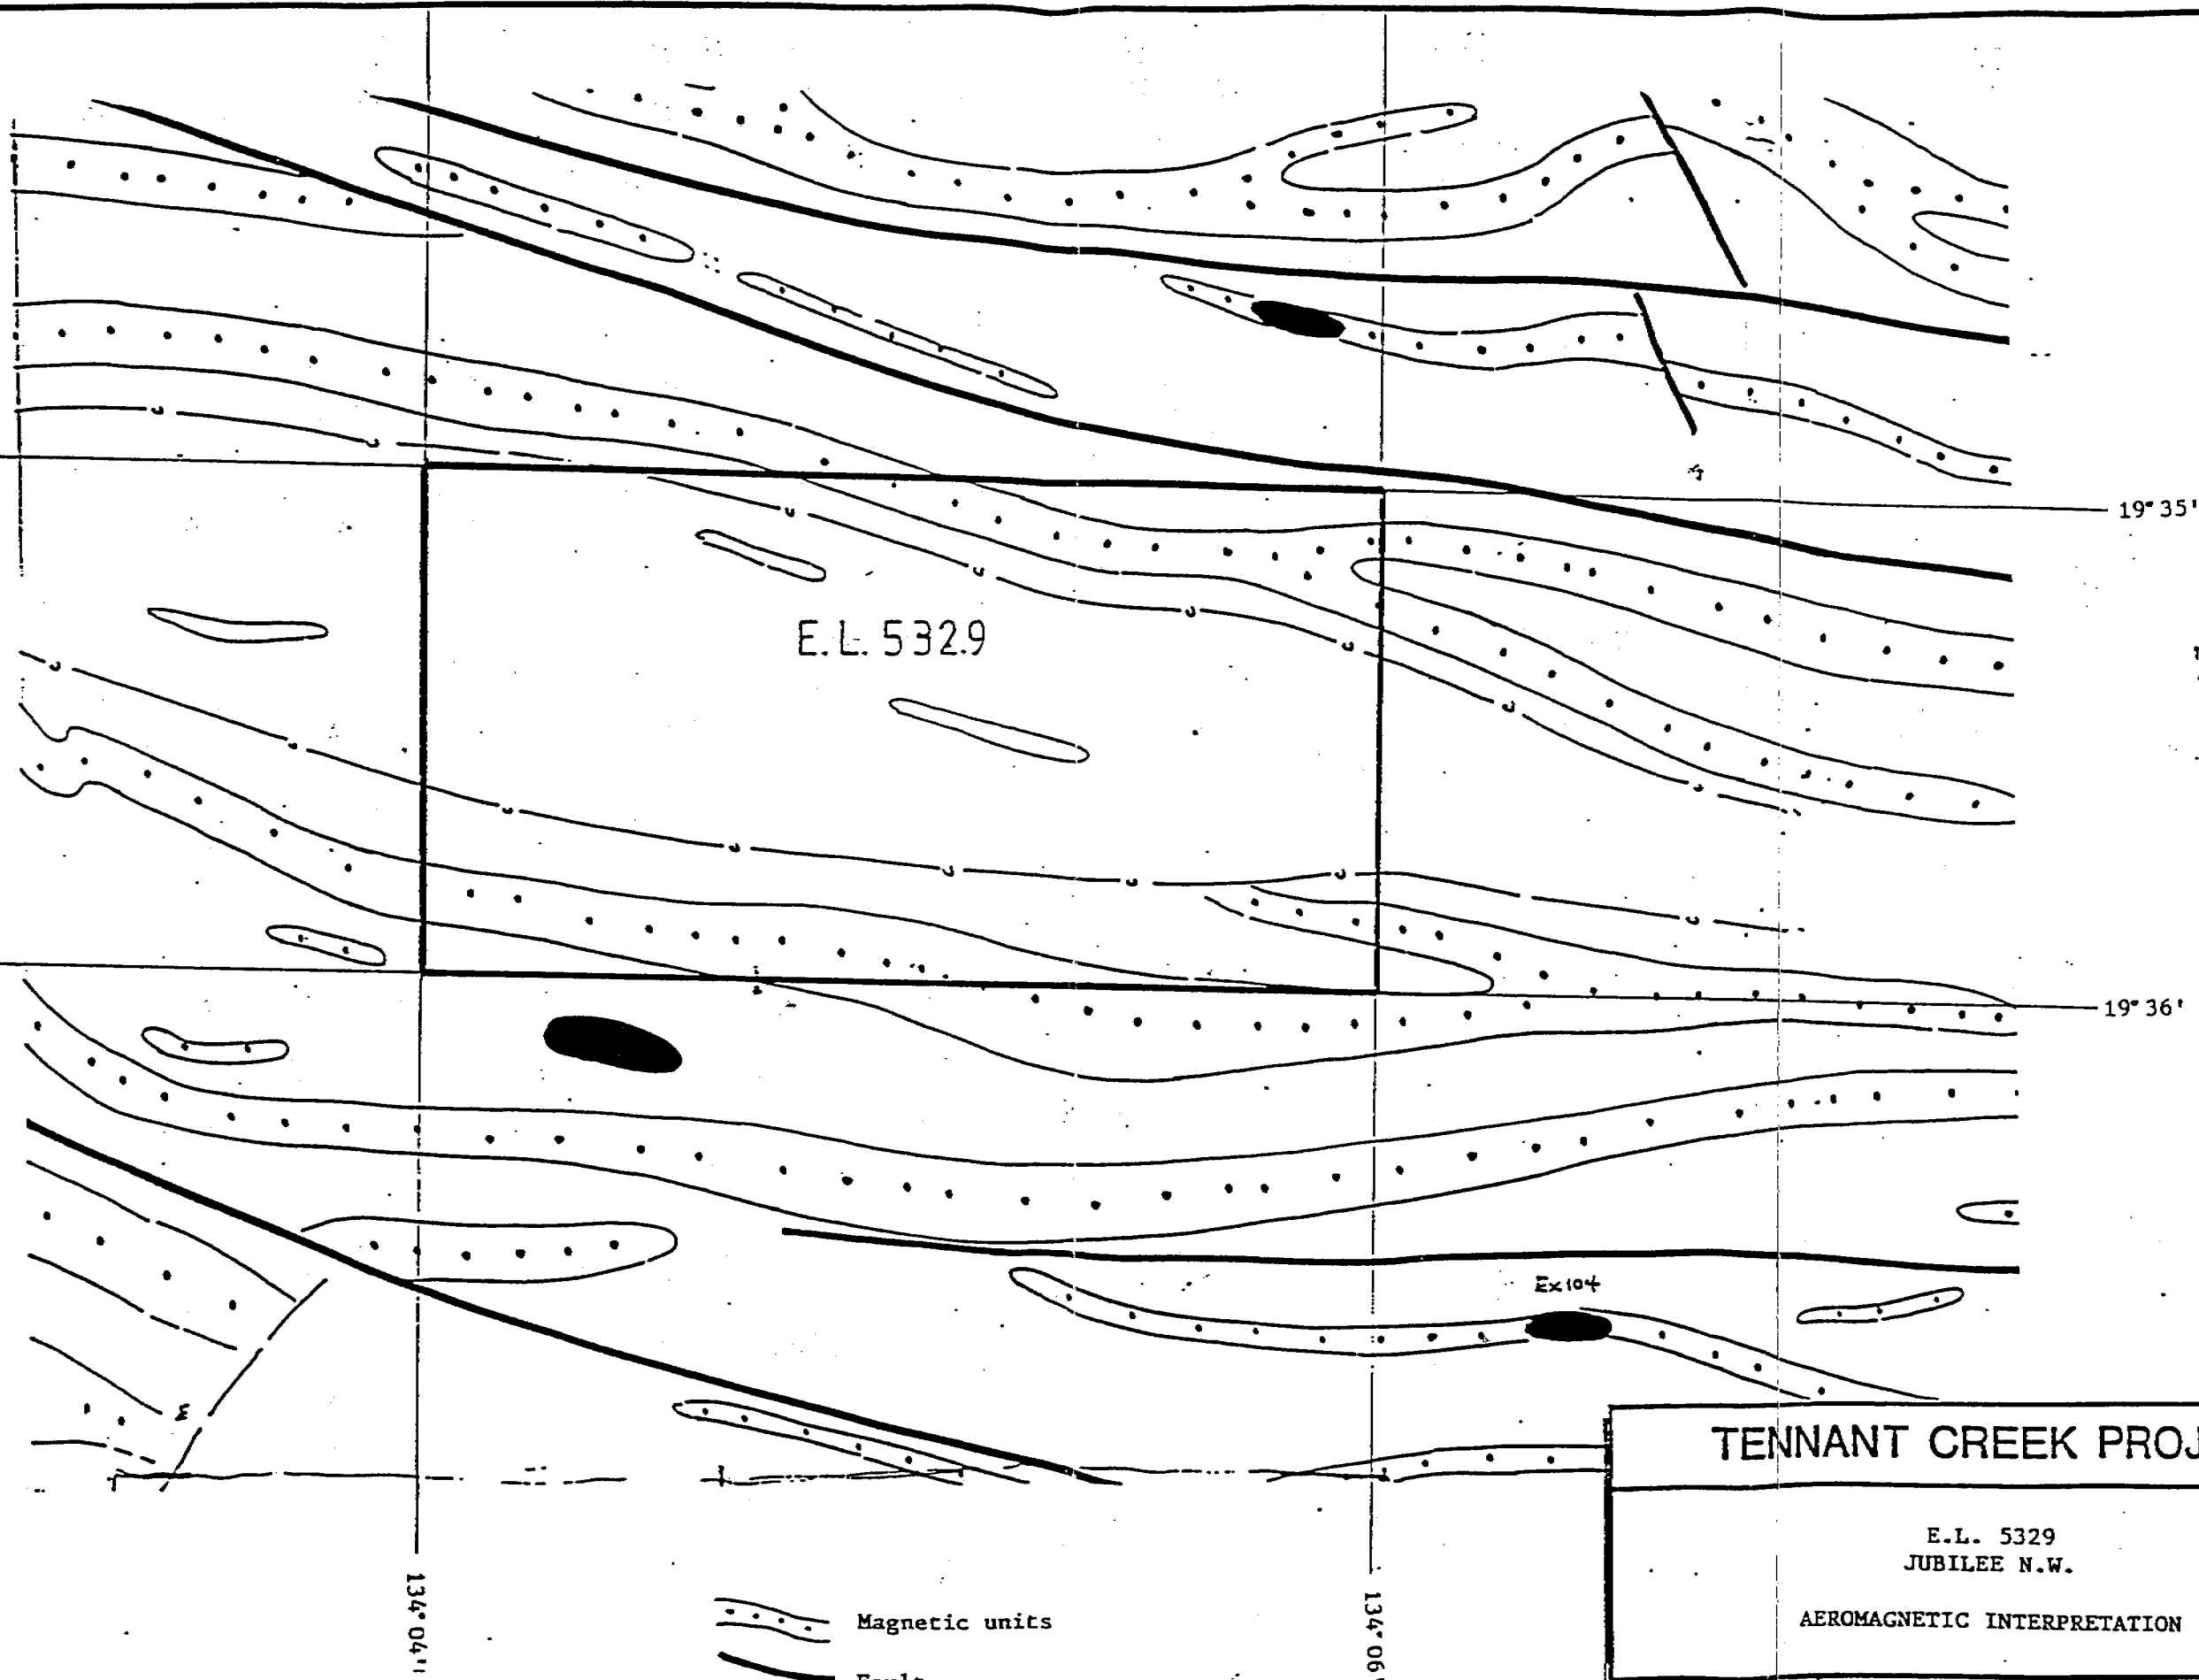 19°35'
E.L. 5329
19°36'
Ex104
TENNANT CREEK PROJ
E.L. 5329
JUBILEE N.W.
AEROMAGNETIC INTERPRETATION
134°04'
134°06'
Magnetic units